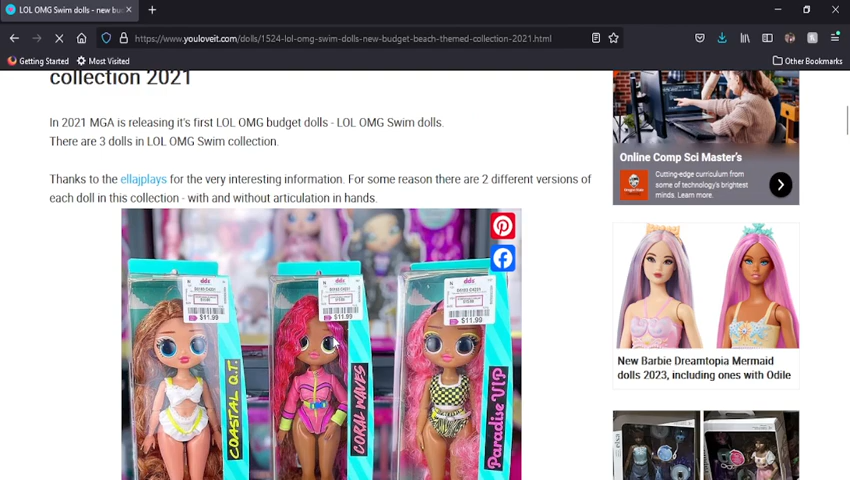 LOL OMG Swim dolls - new bud
https://www.youloveit.com/dolls/1524-lol-omg-swim-dolls-new-budget-beach-themed-collection-2021.html
Getting Started
Most Visited
Other Bookmarks
collection 2021
In 2021 MGA is releasing it's first LOL OMG budget dolls - LOL OMG Swim dolls.
There are 3 dolls in LOL OMG Swim collection.
Thanks to the ellajplays for the very interesting information. For some reason there are 2 different versions of
each doll in this collection - with and without articulation in hands.
dd's
$11.99
COASTAL Q.T.
dd's
$11.99
CORAL WAVES
dd's
$11.99
Paradise VIP
Online Comp Sci Master's
Cutting-edge curriculum from
some of technology's brightest
minds. Learn more.
New Barbie Dreamtopia Mermaid
dolls 2023, including ones with Odile